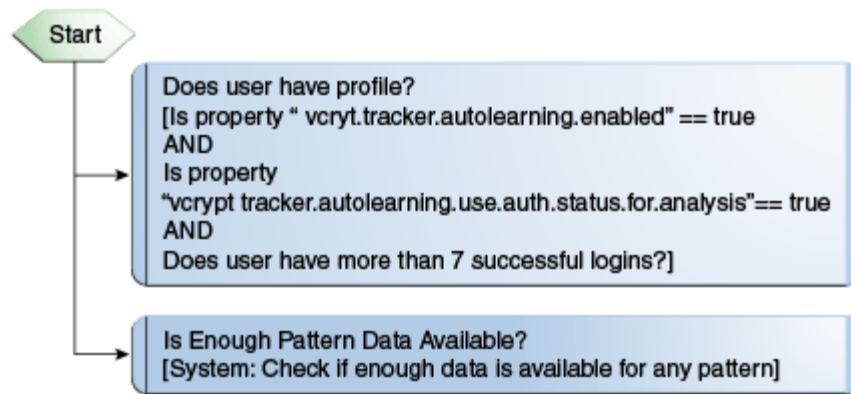 Start
Does user have profile?
[Is property “ vcryt.tracker.autolearning.enabled” == true
AND
Is property
“vcrypt tracker.autolearning.use.auth.status.for.analysis”== true
AND
Does user have more than 7 successful logins?]
Is Enough Pattern Data Available?
[System: Check if enough data is available for any pattern]